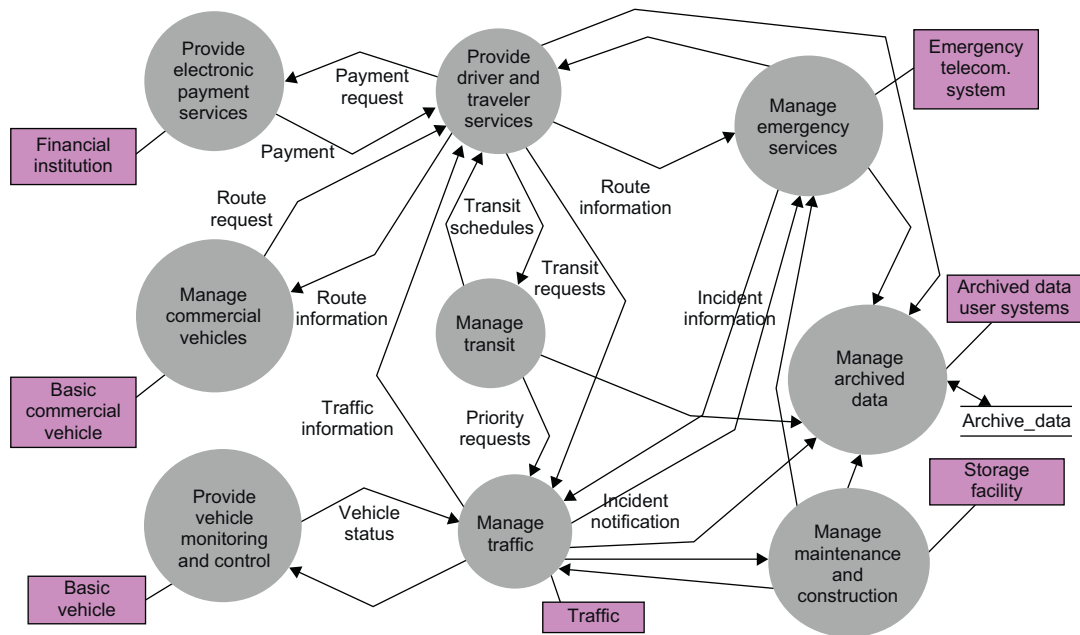 Provide
electronic
payment
services
Payment
request
Provide
driver and
traveler
services
Manage
emergency
services
Emergency
telecom.
system
Financial
institution
Payment
Route
request
Transit
schedules
Route
information
Manage
commercial
vehicles
Route
information
Manage
transit
Transit
requests
Incident
information
Archived data
user systems
Manage
archived
data
Archive_data
Basic
commercial
vehicle
Traffic
information
Priority
requests
Storage
facility
Provide
vehicle
monitoring
and control
Vehicle
status
Manage
traffic
Incident
notification
Manage
maintenance
and
construction
Basic
vehicle
Traffic